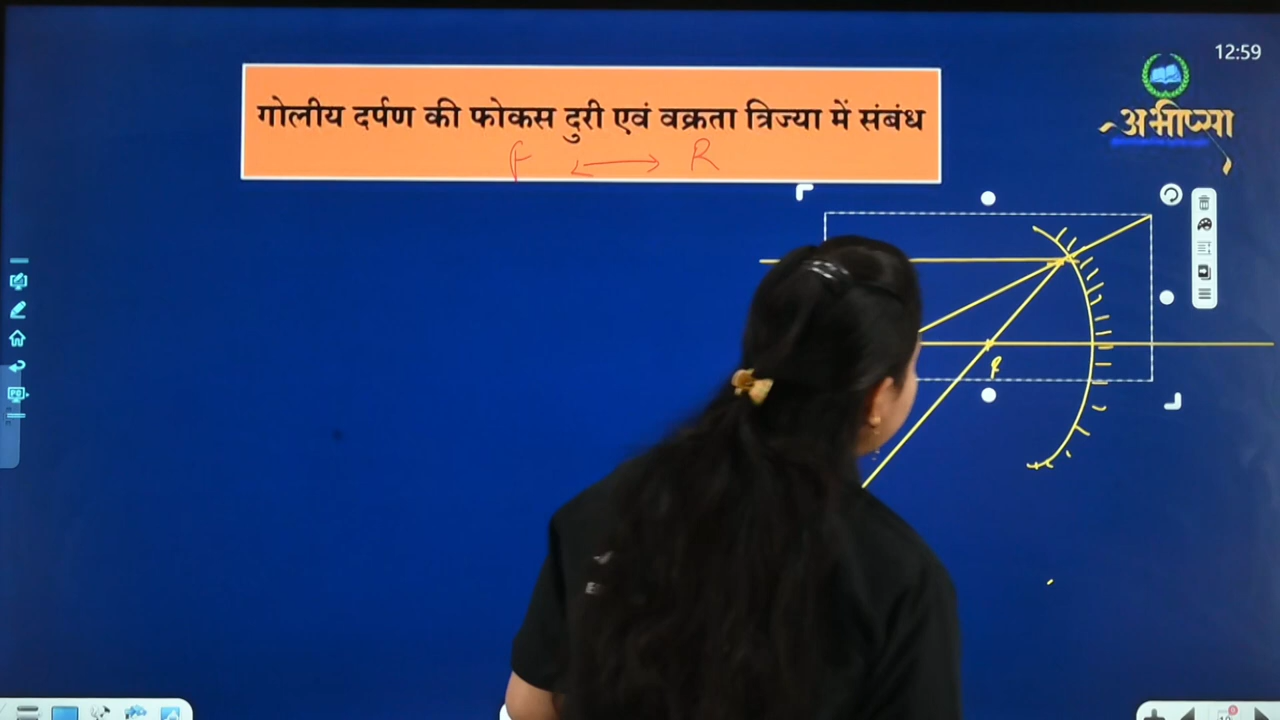 12:59
अभीप्सा
गोलीय दर्पण की फोकस दुरी एवं वक्रता त्रिज्या में संबंध
F ⟷ R
F